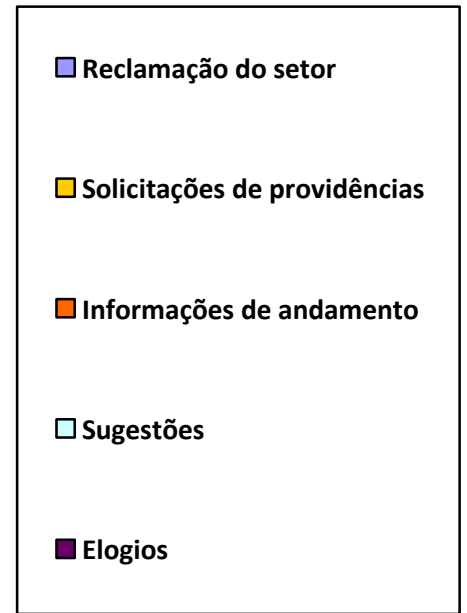 Reclamação do setor
Solicitações de providências
Informações de andamento
Sugestões
Elogios